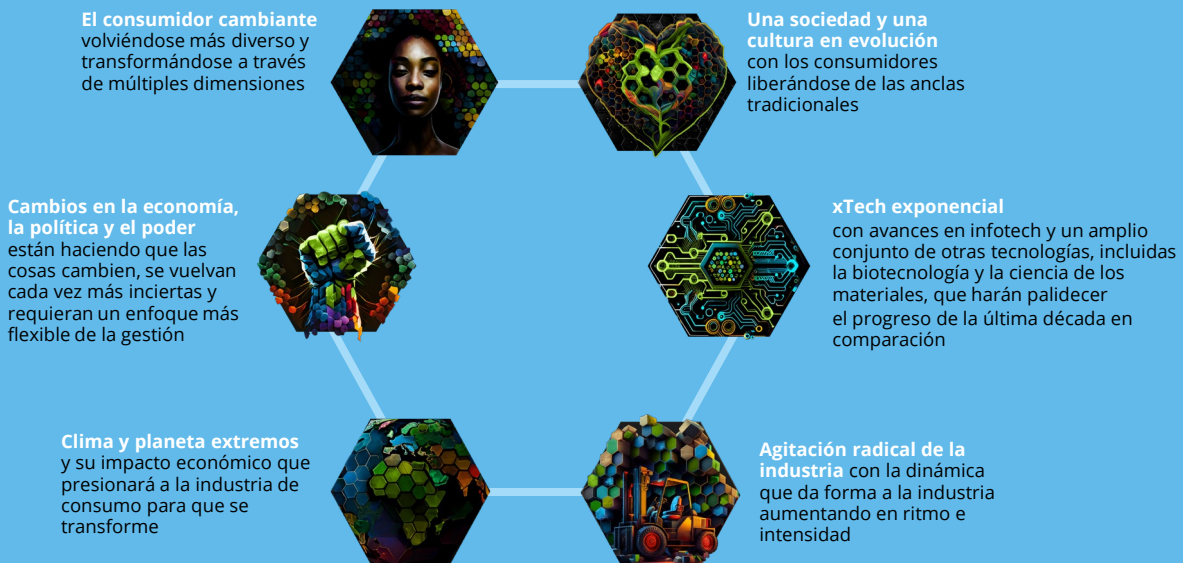 El consumidor cambiante
volviéndose más diverso y
transformándose a través
de múltiples dimensiones
Una sociedad y una
cultura en evolución
con los consumidores
liberándose de las anclas
tradicionales
Cambios en la economía,
la política y el poder
están haciendo que las
cosas cambien, se vuelvan
cada vez más inciertas y
requieran un enfoque más
flexible de la gestión
xTech exponencial
con avances en infotech y un amplio
conjunto de otras tecnologías, incluidas
la biotecnología y la ciencia de los
materiales, que harán palidecer
el progreso de la última década en
comparación
Clima y planeta extremos
y su impacto económico que
presionará a la industria de
consumo para que se
transforme
Agitación radical de la
industria con la dinámica
que da forma a la industria
aumentando en ritmo e
intensidad